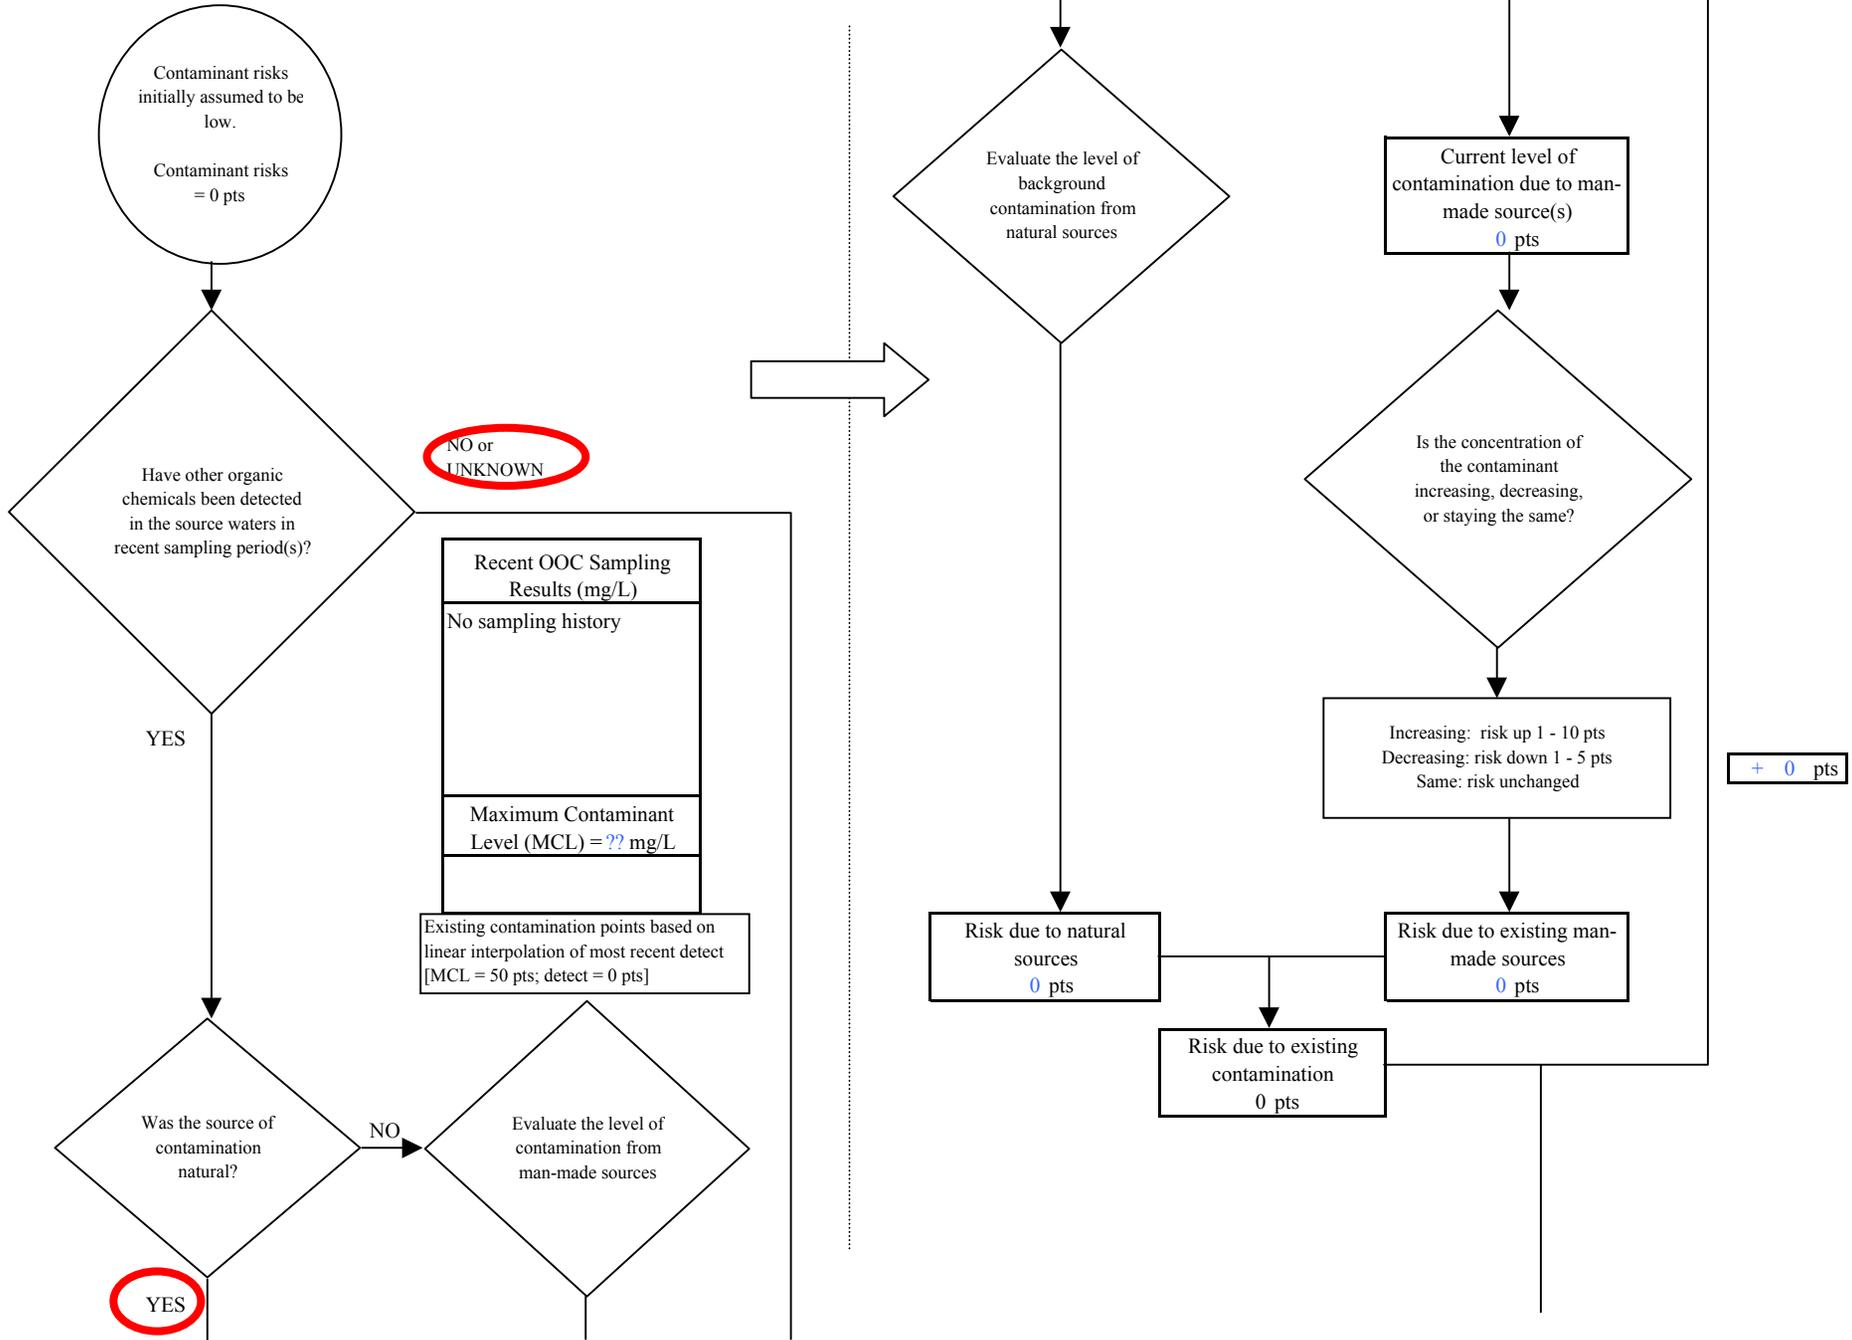 Contaminant risks
initially assumed to be
low.
Contaminant risks
= 0 pts
Have other organic
chemicals been detected
in the source waters in
recent sampling period(s)?
NO or
UNKNOWN
Recent OOC Sampling
Results (mg/L)
No sampling history
Maximum Contaminant
Level (MCL) = ?? mg/L
Existing contamination points based on
linear interpolation of most recent detect
[MCL = 50 pts; detect = 0 pts]
YES
Was the source of
contamination
natural?
NO
Evaluate the level of
contamination from
man-made sources
YES
Evaluate the level of
background
contamination from
natural sources
Current level of
contamination due to man-
made source(s)
0 pts
Is the concentration of
the contaminant
increasing, decreasing,
or staying the same?
Increasing: risk up 1 - 10 pts
Decreasing: risk down 1 - 5 pts
Same: risk unchanged
+ 0 pts
Risk due to natural
sources
0 pts
Risk due to existing man-
made sources
0 pts
Risk due to existing
contamination
0 pts